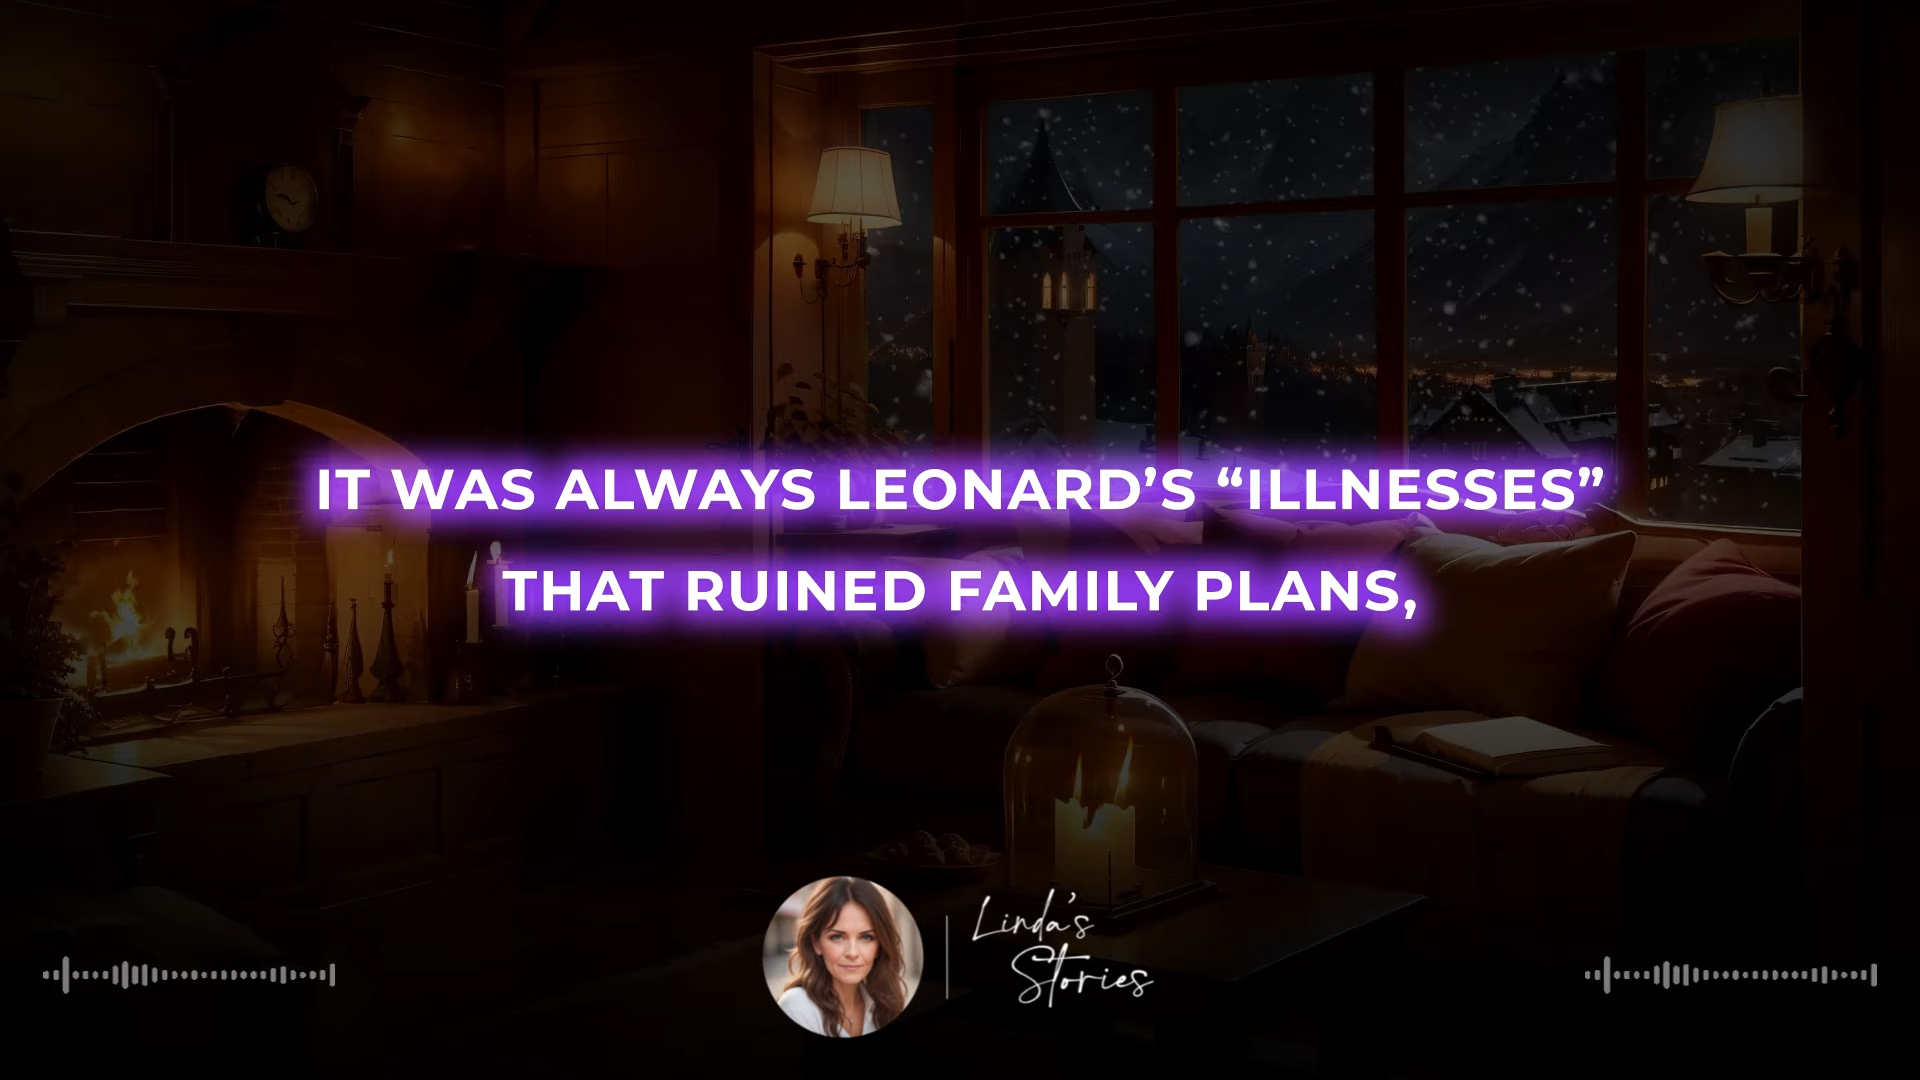 IT WAS ALWAYS LEONARD’S “ILLNESSES”
THAT RUINED FAMILY PLANS,
Linda's
Stories